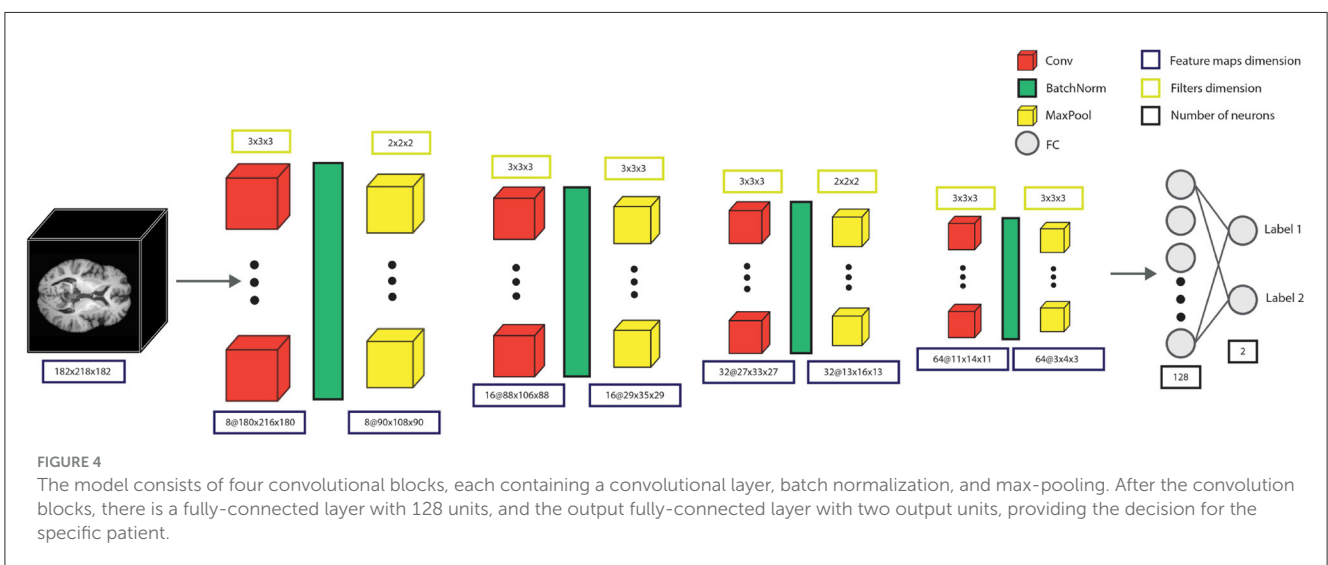 Conv
BatchNorm
MaxPool
FC
Feature maps dimension
Filters dimension
Number of neurons
182x218x182
3x3x3
2x2x2
8@180x216x180
8@90x108x90
3x3x3
3x3x3
16@88x106x88
16@29x35x29
3x3x3
2x2x2
32@27x33x27
32@13x16x13
3x3x3
3x3x3
64@11x14x11
64@3x4x3
Label 1
Label 2
128
2
FIGURE 4
The model consists of four convolutional blocks, each containing a convolutional layer, batch normalization, and max-pooling. After the convolution
blocks, there is a fully-connected layer with 128 units, and the output fully-connected layer with two output units, providing the decision for the
specific patient.